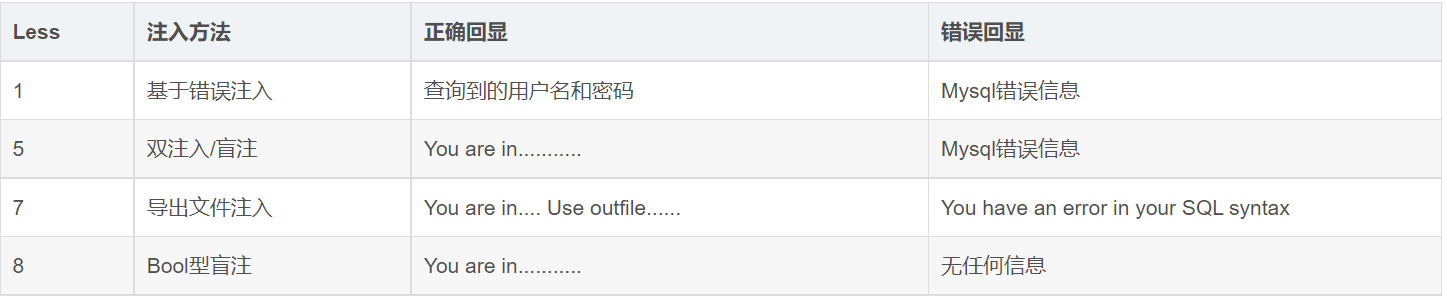 Less 注入方法 正确回显 错误回显
1 基于错误注入 查询到的用户名和密码 Mysql错误信息
5 双注入/盲注 You are in........... Mysql错误信息
7 导出文件注入 You are in.... Use outfile...... You have an error in your SQL syntax
8 Bool型盲注 You are in........... 无任何信息